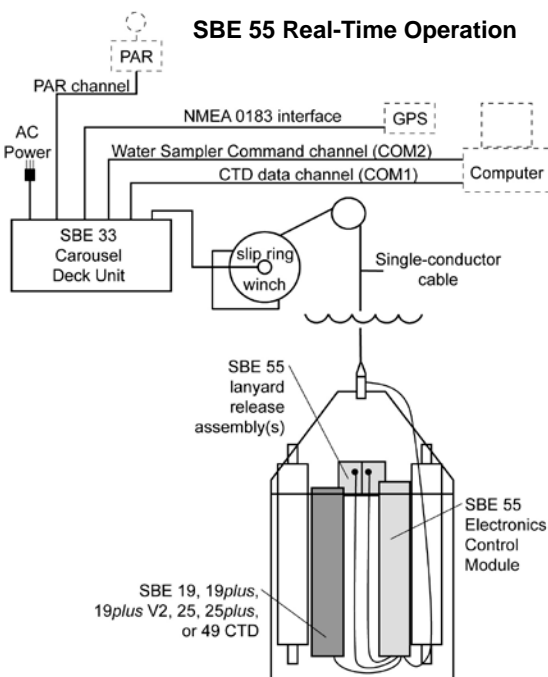 SBE 55 Real-Time Operation
PAR
PAR channel
NMEA 0183 interface
GPS
AC
Power
Water Sampler Command channel (COM2)
CTD data channel (COM1)
Computer
SBE 33
Carousel
Deck Unit
slip ring
winch
Single-conductor
cable
SBE 55
lanyard
release
assembly(s)
SBE 55
Electronics
Control
Module
SBE 19, 19plus,
19plus V2, 25, 25plus,
or 49 CTD